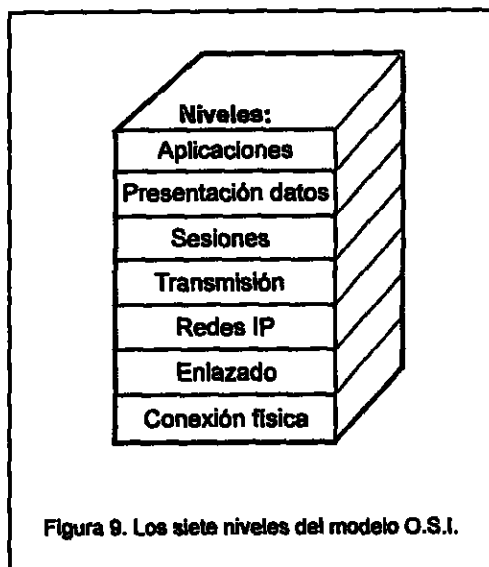 Niveles:
Aplicaciones
Presentación datos
Sesiones
Transmisión
Redes IP
Enlazado
Conexión física
Figura 9. Los siete niveles del modelo O.S.I.